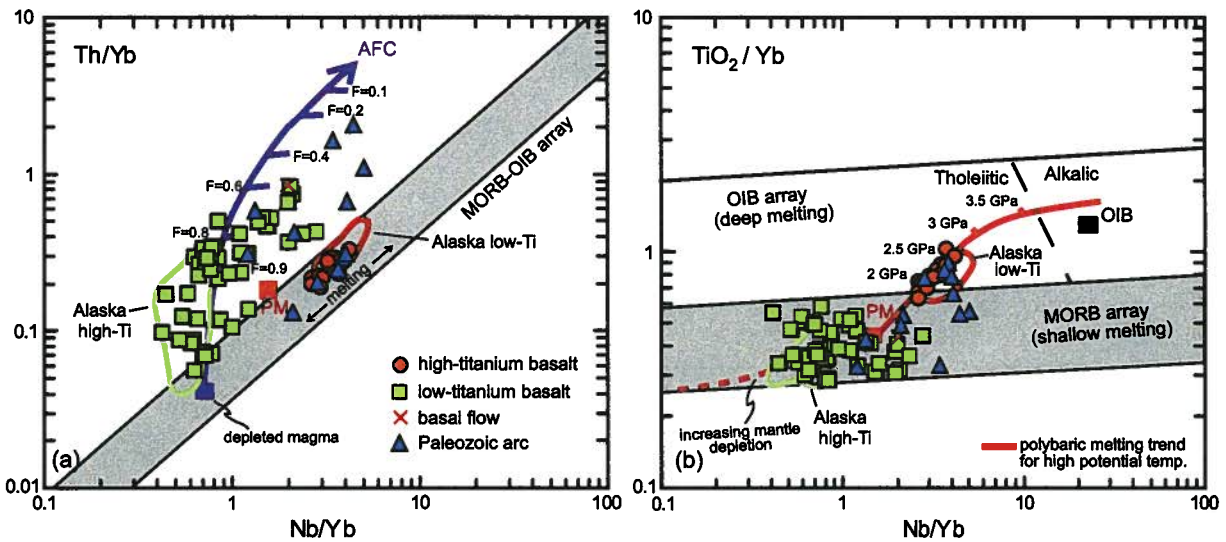 10
Th/Yb
AFC
F=0.1
F=0.2
1
F=0.4
F=0.6
MORB-OIB array
F=0.8
Alaska low-Ti
F=0.9
melting
Alaska
high-Ti
PM
0.1
high-titanium basalt
low-titanium basalt
basal flow
Paleozoic arc
depleted magma
(a)
0.01
0.1
1
10
100
Nb/Yb
10
TiO2 / Yb
Tholeiitic
Alkalic
OIB array
(deep melting)
3.5 GPa
OIB
3 GPa
2.5 GPa
1
Alaska
low-Ti
2 GPa
PM
MORB array
(shallow melting)
increasing mantle
depletion
Alaska
high-Ti
polybaric melting trend
for high potential temp.
(b)
0.1
0.1
1
10
100
Nb/Yb